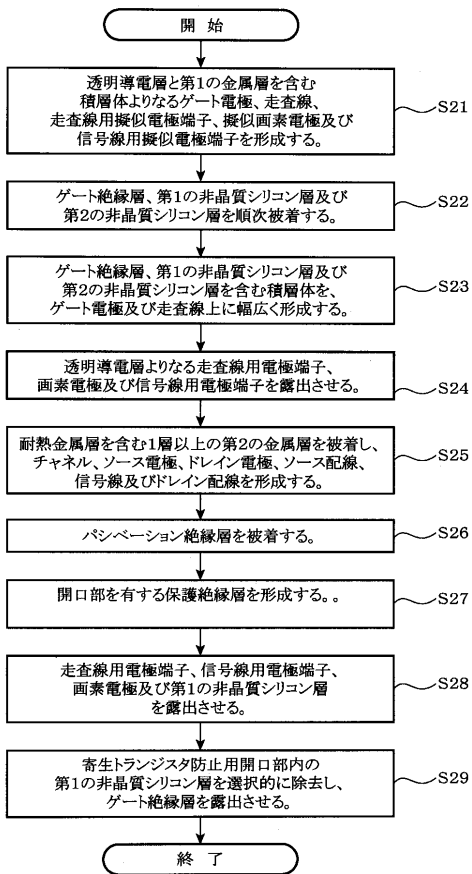 開 始
透明導電層と第1の金属層を含む
積層体よりなるゲート電極、走査線、
走査線用擬似電極端子、擬似画素電極及び
信号線用擬似電極端子を形成する。
S21
ゲート絶縁層、第1の非晶質シリコン層及び
第2の非晶質シリコン層を順次被着する。
S22
ゲート絶縁層、第1の非晶質シリコン層及び
第2の非晶質シリコン層を含む積層体を、
ゲート電極及び走査線上に幅広く形成する。
S23
透明導電層よりなる走査線用電極端子、
画素電極及び信号線用電極端子を露出させる。
S24
耐熱金属層を含む1層以上の第2の金属層を被着し、
チャネル、ソース電極、ドレイン電極、ソース配線、
信号線及びドレイン配線を形成する。
S25
パシベーション絶縁層を被着する。
S26
開口部を有する保護絶縁層を形成する。。
S27
走査線用電極端子、信号線用電極端子、
画素電極及び第1の非晶質シリコン層
を露出させる。
S28
寄生トランジスタ防止用開口部内の
第1の非晶質シリコン層を選択的に除去し、
ゲート絶縁層を露出させる。
S29
終 了